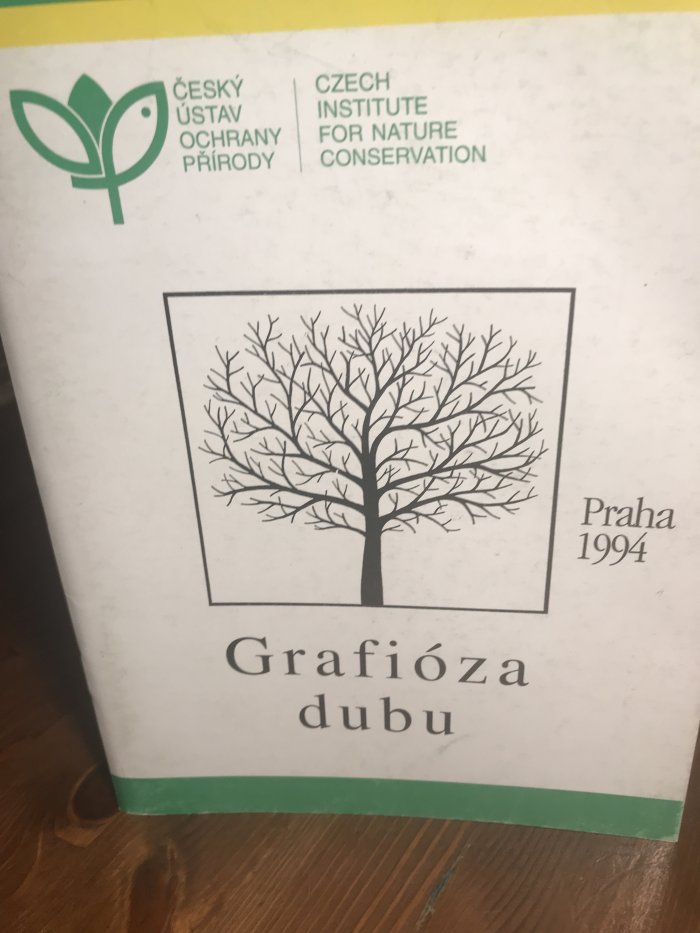 ČESKÝ
ÚSTAV
OCHRANY
PŘÍRODY
CZECH
INSTITUTE
FOR NATURE
CONSERVATION
Praha
1994
Grafióza
dubu